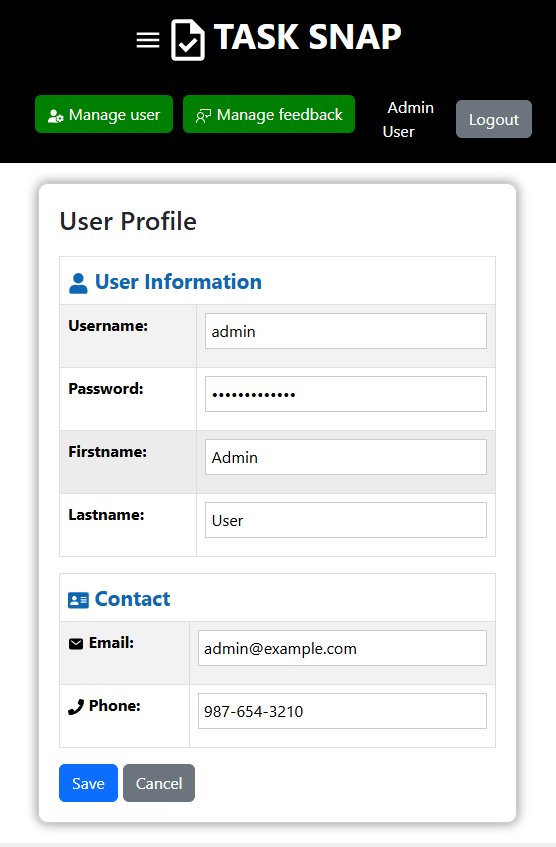 TASK SNAP
Manage user
Manage feedback
Admin
User
Logout
User Profile
User Information
Username:
admin
Password:
•••••••••••••
Firstname:
Admin
Lastname:
User
Contact
Email:
admin@example.com
Phone:
987-654-3210
Save
Cancel